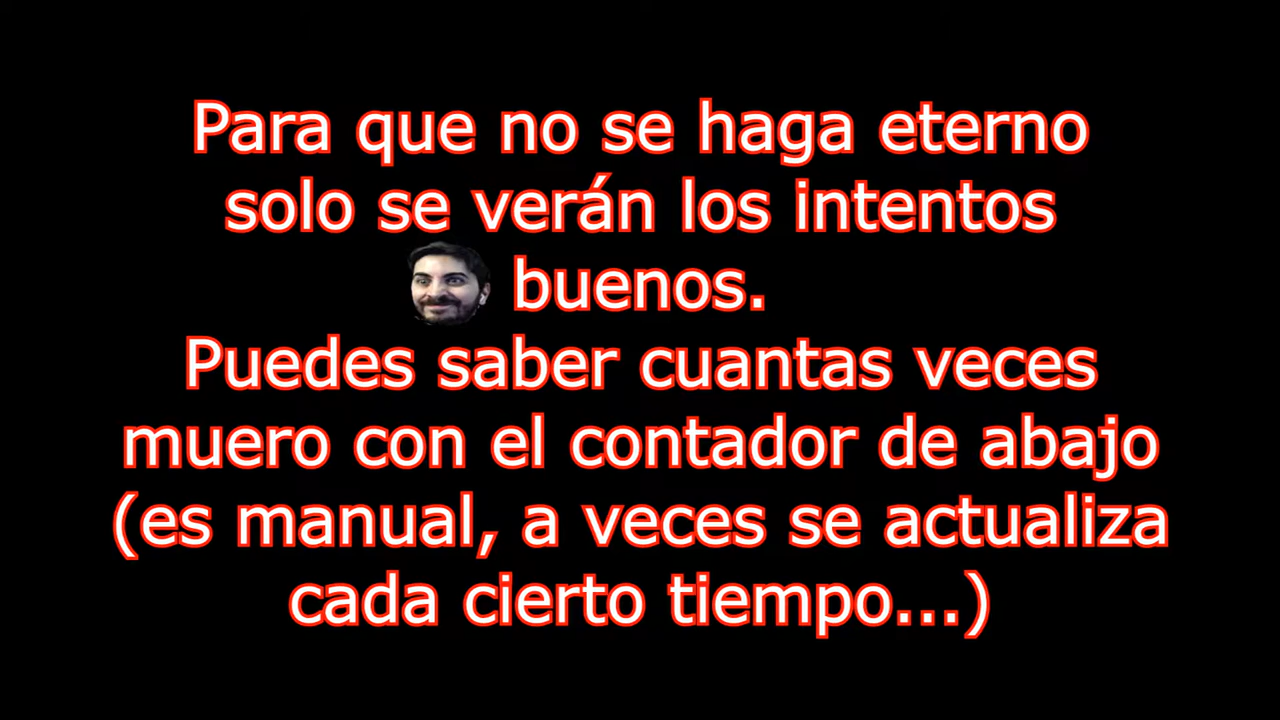 Para que no se haga eterno
solo se verán los intentos
buenos.
Puedes saber cuantas veces
muero con el contador de abajo
(es manual, a veces se actualiza
cada cierto tiempo...)